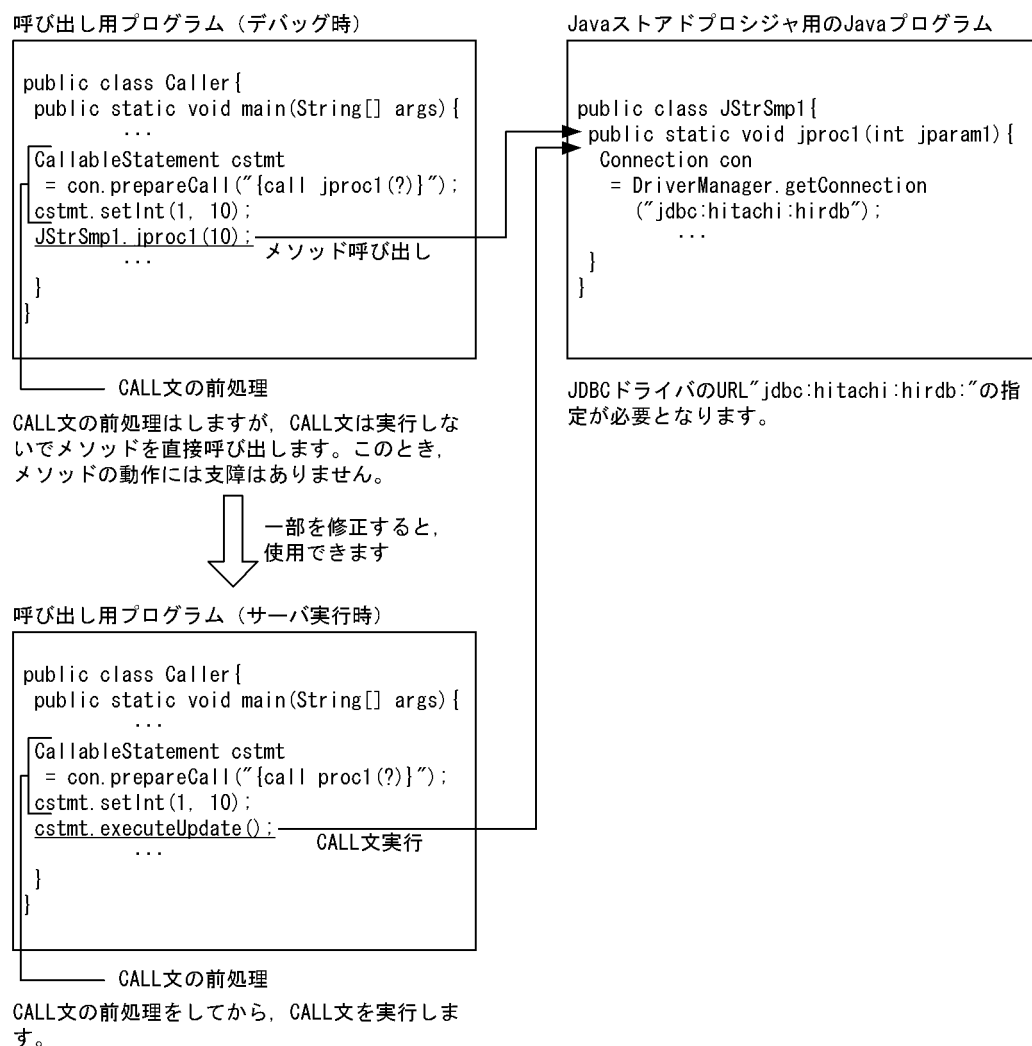 呼び出し用プログラム（デバッグ時）
public class Caller{
public static void main(String[] args){
...
CallableStatement cstmt
= con.prepareCall("{call jproc1(?)}");
cstmt.setInt(1, 10);
JStrSmp1.jproc1(10);
メソッド呼び出し
...
}
}
CALL文の前処理
CALL文の前処理はしますが，CALL文は実行しな
いでメソッドを直接呼び出します。このとき，
メソッドの動作には支障はありません。
Javaストアドプロシジャ用のJavaプログラム
public class JStrSmp1{
public static void jproc1(int jparam1){
Connection con
= DriverManager.getConnection
("jdbc:hitachi:hirdb");
...
}
}
JDBCドライバのURL"jdbc:hitachi:hirdb:"の指
定が必要となります。
一部を修正すると，
使用できます
呼び出し用プログラム（サーバ実行時）
public class Caller{
public static void main(String[] args){
...
CallableStatement cstmt
= con.prepareCall("{call proc1(?)}");
cstmt.setInt(1, 10);
cstmt.executeUpdate();
CALL文実行
...
}
}
CALL文の前処理
CALL文の前処理をしてから，CALL文を実行しま
す。